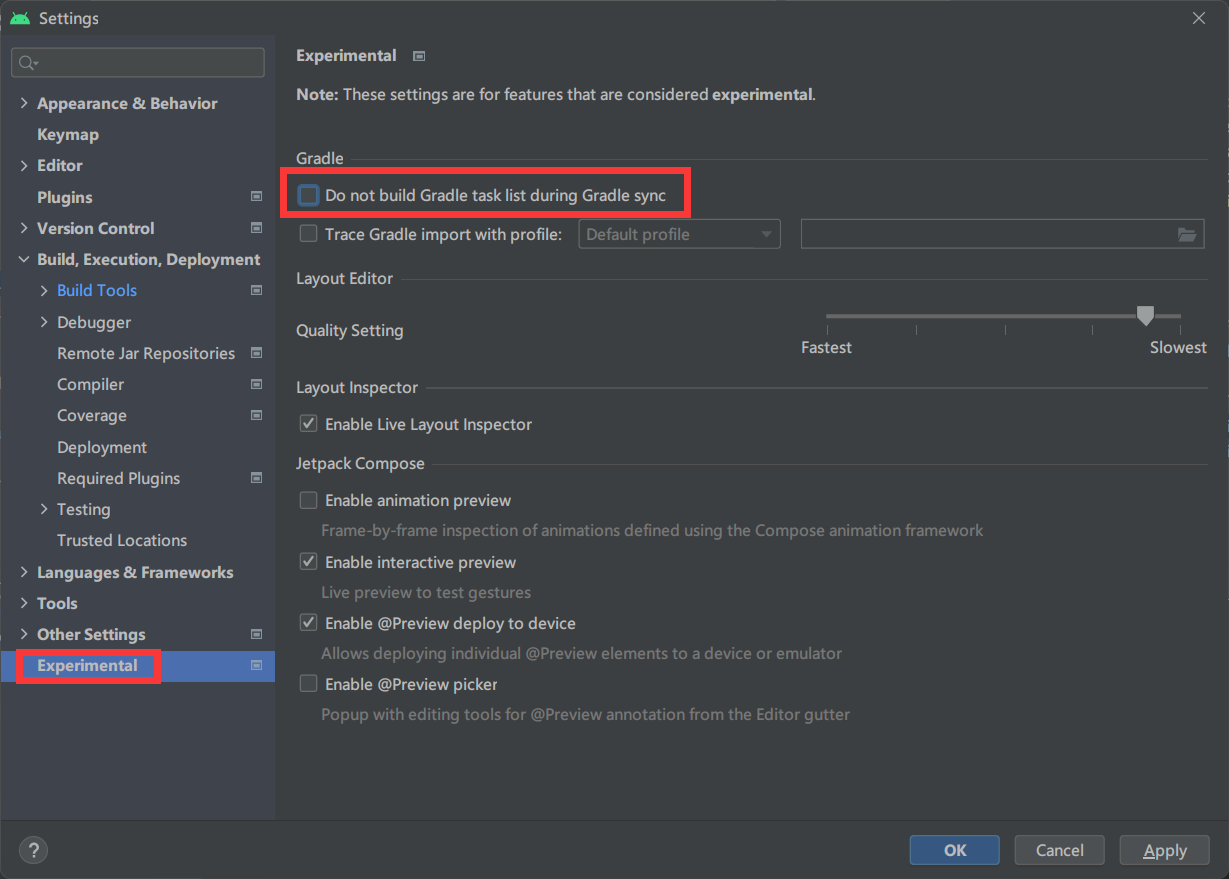 Settings
Appearance & Behavior
Keymap
Editor
Plugins
Version Control
Build, Execution, Deployment
Build Tools
Debugger
Remote Jar Repositories
Compiler
Coverage
Deployment
Required Plugins
Testing
Trusted Locations
Languages & Frameworks
Tools
Other Settings
Experimental
Experimental
Note: These settings are for features that are considered experimental.
Gradle
Do not build Gradle task list during Gradle sync
Trace Gradle import with profile: Default profile
Layout Editor
Quality Setting
Fastest Slowest
Layout Inspector
Enable Live Layout Inspector
Jetpack Compose
Enable animation preview
Frame-by-frame inspection of animations defined using the Compose animation framework
Enable interactive preview
Live preview to test gestures
Enable @Preview deploy to device
Allows deploying individual @Preview elements to a device or emulator
Enable @Preview picker
Popup with editing tools for @Preview annotation from the Editor gutter
? OK Cancel Apply